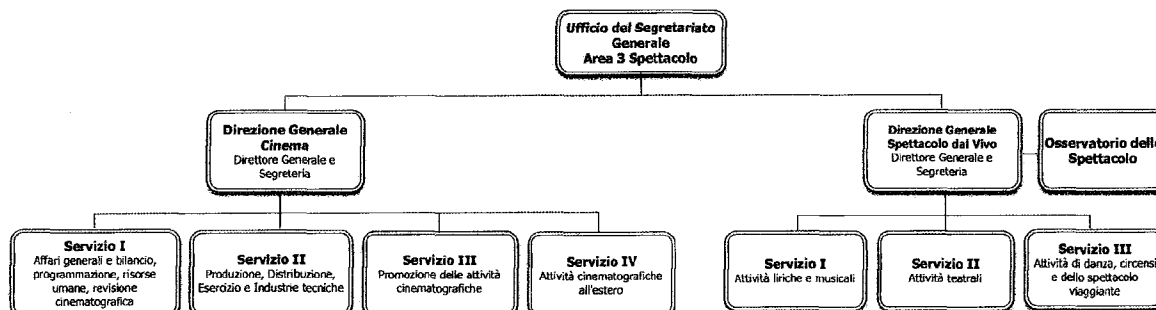 Ufficio del Segretariato
Generale
Area 3 Spettacolo
Direzione Generale
Cinema
Direttore Generale e
Segreteria
Direzione Generale
Spettacolo dal Vivo
Direttore Generale e
Segreteria
Osservatorio dello
Spettacolo
Servizio I
Affari generali e bilancio,
programmazione, risorse
umane, revisione
cinematografica
Servizio II
Produzione, Distribuzione,
Esercizio e Industrie tecniche
Servizio III
Promozione delle attività
cinematografiche
Servizio IV
Attività cinematografiche
all'estero
Servizio I
Attività liriche e musicali
Servizio II
Attività teatrali
Servizio III
Attività di danza, circensi
e dello spettacolo
viaggiante